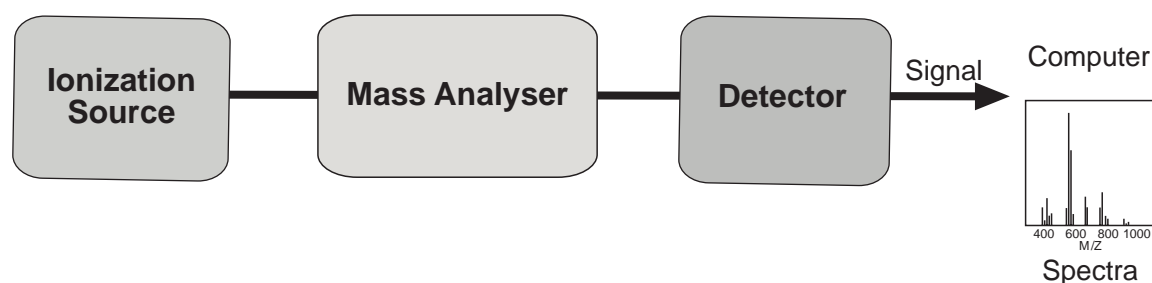 Ionization
Source
Mass Analyser
Detector
Signal
Computer
400 600 800 1000
M/Z
Spectra